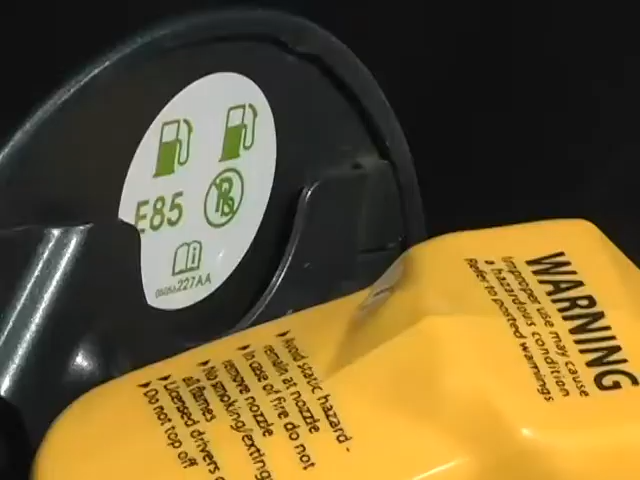 E85
227AA
WARNING
Improper use may cause
a hazardous condition
Refer to posted warnings
Avoid static hazard -
remain at nozzle
In case of fire do not
remove nozzle
No smoking/exting
all flames
Licensed drivers
Do not top off